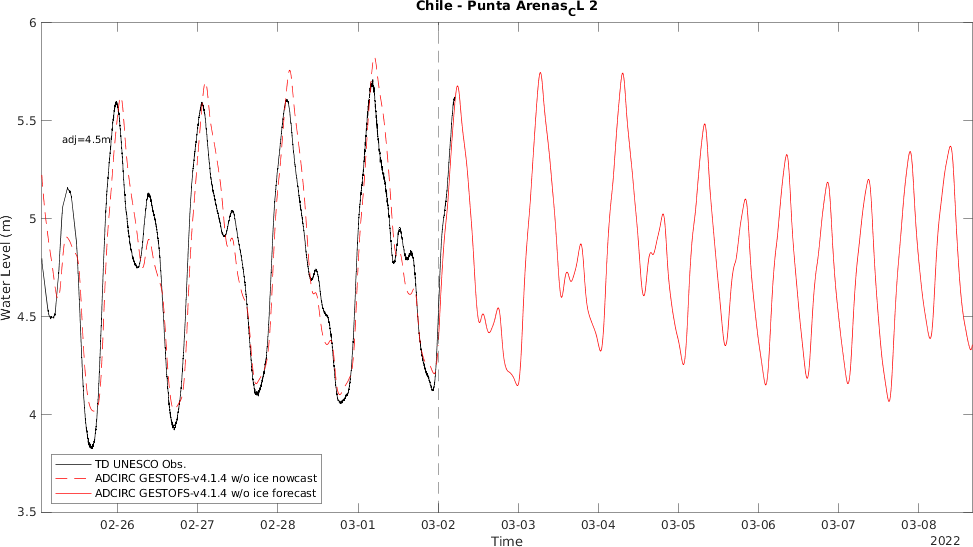 Chile - Punta Arenas_CL 2
6
5.5
5
4.5
4
3.5
Water Level (m)
adj=4.5m
TD UNESCO Obs.
ADCIRC GESTOFS-v4.1.4 w/o ice nowcast
ADCIRC GESTOFS-v4.1.4 w/o ice forecast
02-26 02-27 02-28 03-01 03-02 03-03 03-04 03-05 03-06 03-07 03-08
Time
2022